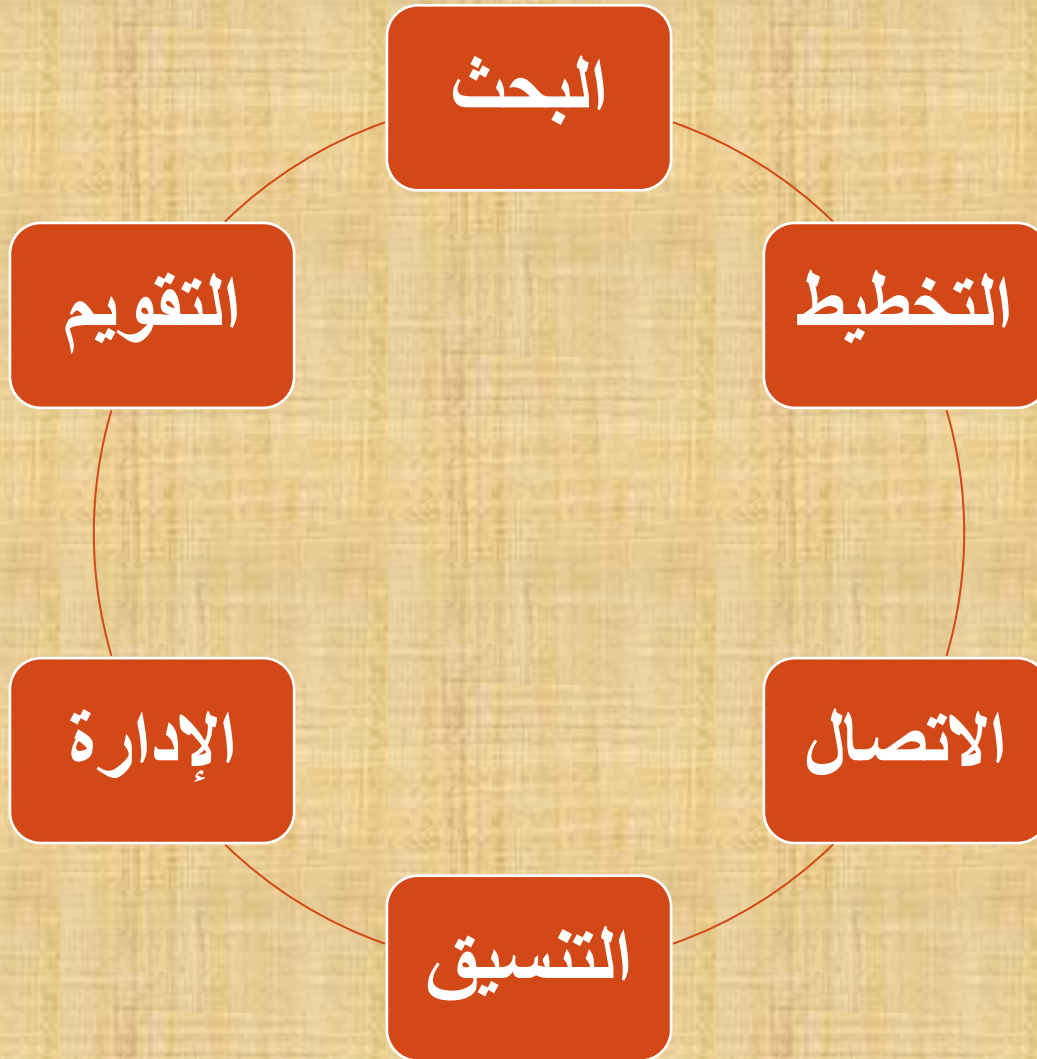 البحث
التخطيط
الاتصال
التنسيق
الإدارة
التقويم